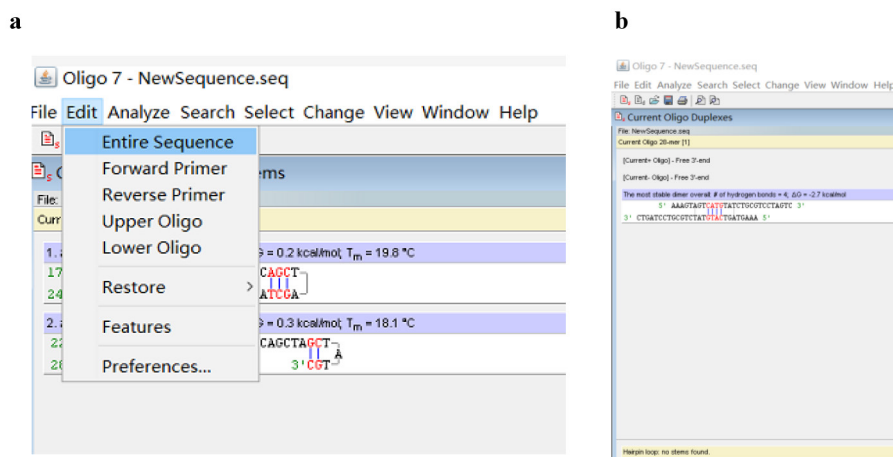 a
Oligo 7 - NewSequence.seq
File Edit Analyze Search Select Change View Window Help
Entire Sequence
Forward Primer
Reverse Primer
Upper Oligo
Lower Oligo
Restore
Features
Preferences...
ems
File:
Curr
1. = 0.2 kcal/mol; Tm = 19.8 °C
17 CAGCT
24 ATCGA
2. = 0.3 kcal/mol; Tm = 18.1 °C
CAGCTAGCT
A
3'CGT
b
Oligo 7 - NewSequence.seq
File Edit Analyze Search Select Change View Window Help
Current Oligo Duplexes
File: NewSequence.seq
Current Oligo 26-mer [1]
[Current+ Oligo] - Free 3'-end
[Current- Oligo] - Free 3'-end
The most stable dimer overall: # of hydrogen bonds = 4; ΔG = -2.7 kcal/mol
5' AAAGTAGTCATGTATCTGCGTCCTAGTC 3'
3' CTGATCCTGCGTCTATGTACTGATGAAA 5'
Hairpin loop: no stems found.